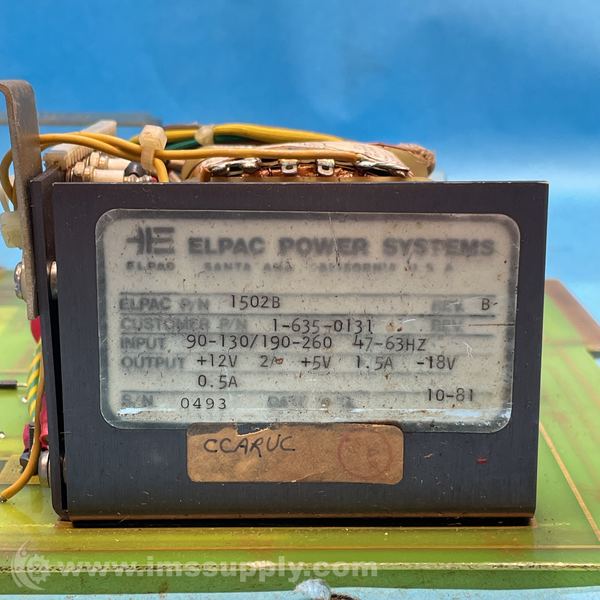 ELPAC POWER SYSTEMS
ELPAC SANTA ANA, CALIFORNIA U S A
ELPAC P/N 1502B REV. B
CUSTOMER P/N 1-635-0131 REV.
INPUT 90-130/190-260 47-63HZ
OUTPUT +12V 2A +5V 1.5A -18V
0.5A
S/N 0493 10-81
CCARUC
www.imssupply.com